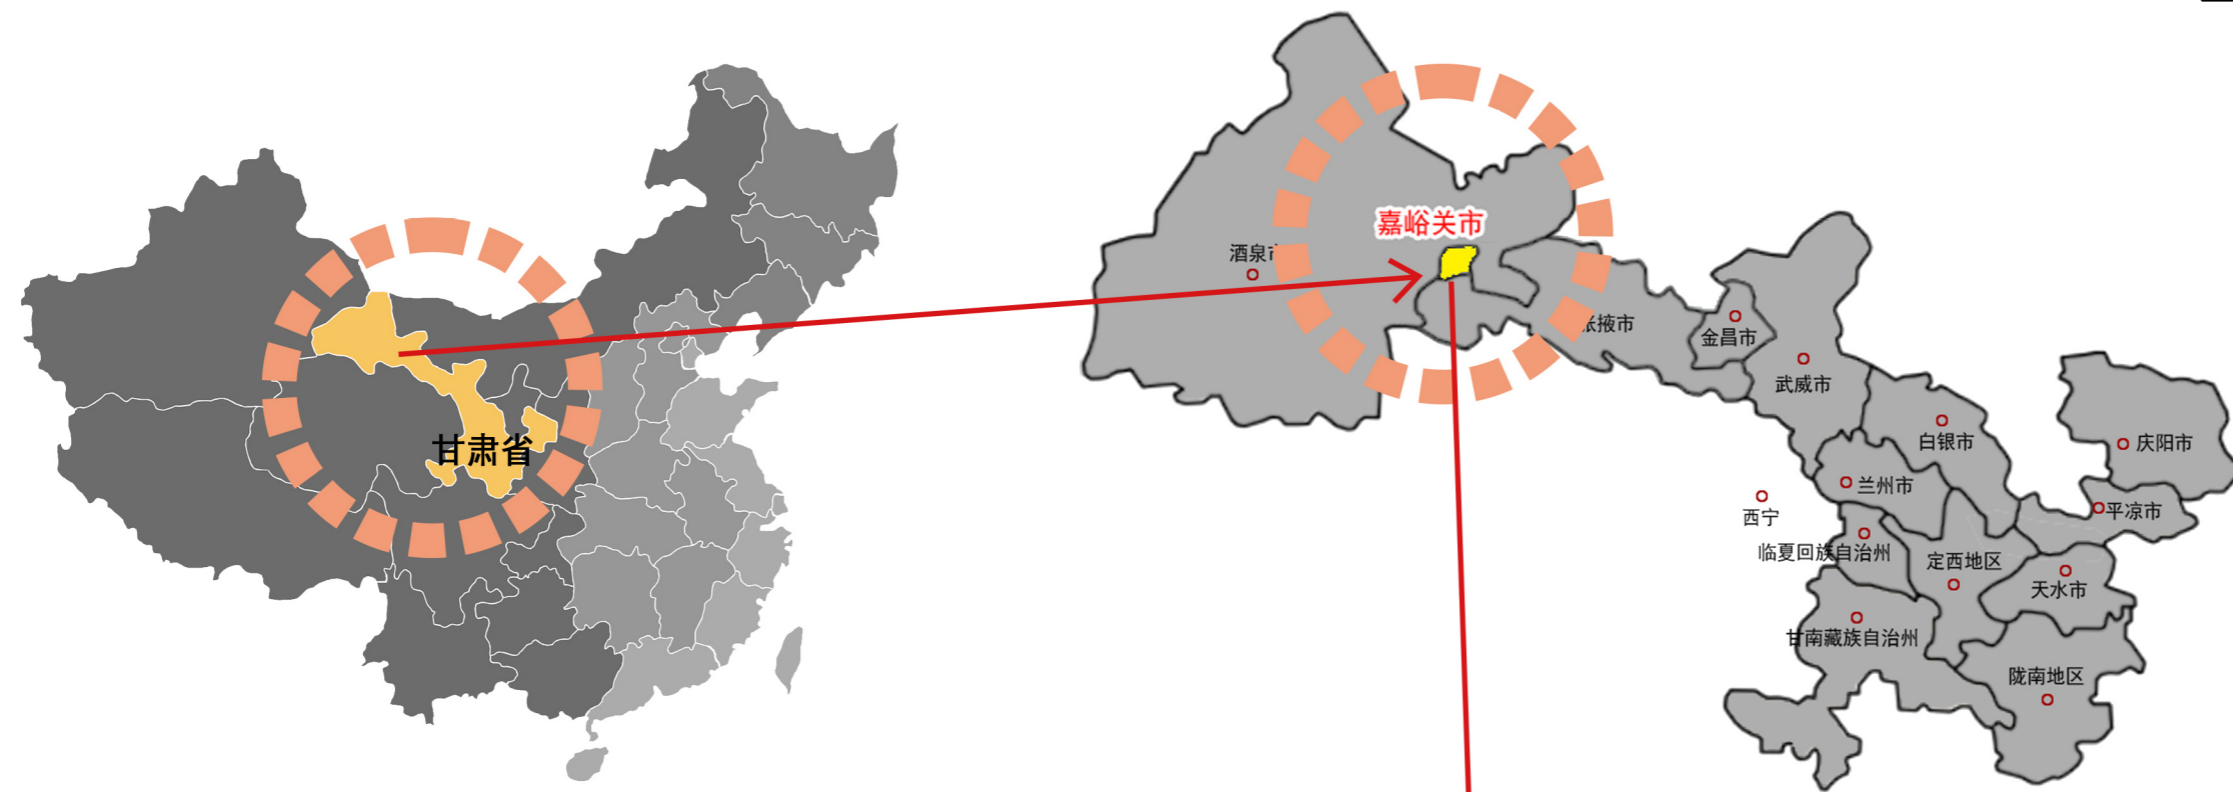 甘肃省
嘉峪关市
酒泉市
张掖市
金昌市
武威市
白银市
庆阳市
兰州市
平凉市
西宁
临夏回族自治州
定西地区
天水市
甘南藏族自治州
陇南地区